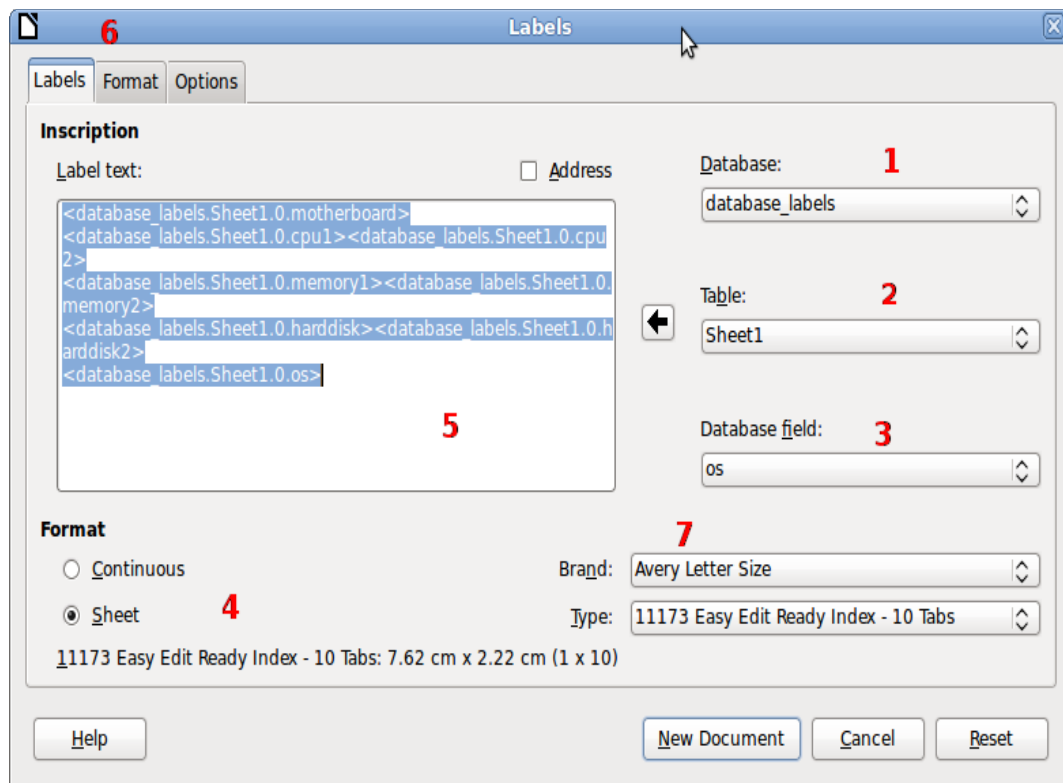 6
Labels
Labels Format Options
Inscription
Label text:
Address
<database_labels.Sheet1.0.motherboard>
<database_labels.Sheet1.0.cpu1><database_labels.Sheet1.0.cpu
2>
<database_labels.Sheet1.0.memory1><database_labels.Sheet1.0.
memory2>
<database_labels.Sheet1.0.harddisk><database_labels.Sheet1.0.h
arddisk2>
<database_labels.Sheet1.0.os>
5
Database: 1
database_labels
Table: 2
Sheet1
Database field: 3
os
Format
Continuous
Sheet 4
7
Brand: Avery Letter Size
Type: 11173 Easy Edit Ready Index - 10 Tabs
11173 Easy Edit Ready Index - 10 Tabs: 7.62 cm x 2.22 cm (1 x 10)
Help New Document Cancel Reset